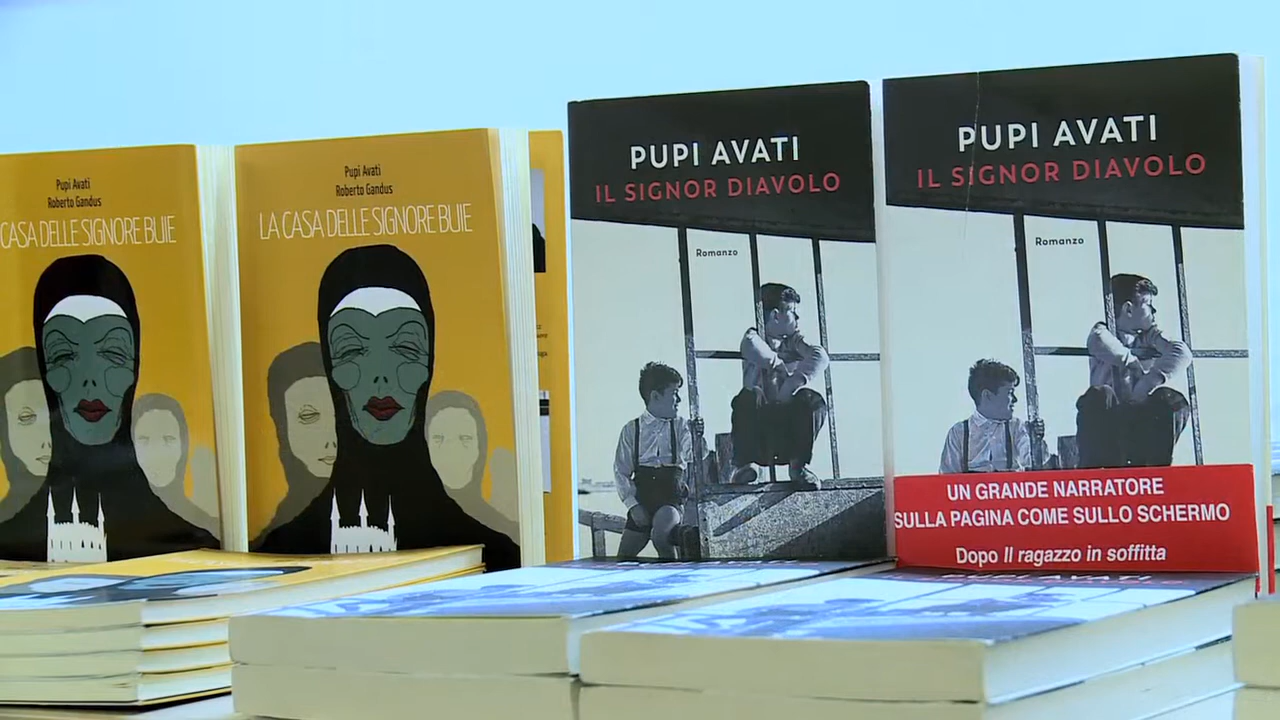 Pupi Avati
Roberto Gandus
CASA DELLE SIGNORE BUIE
Pupi Avati
Roberto Gandus
LA CASA DELLE SIGNORE BUIE
PUPI AVATI
IL SIGNOR DIAVOLO
Romanzo
PUPI AVATI
IL SIGNOR DIAVOLO
Romanzo
UN GRANDE NARRATORE
SULLA PAGINA COME SULLO SCHERMO
Dopo Il ragazzo in soffitta
PUPI AVATI